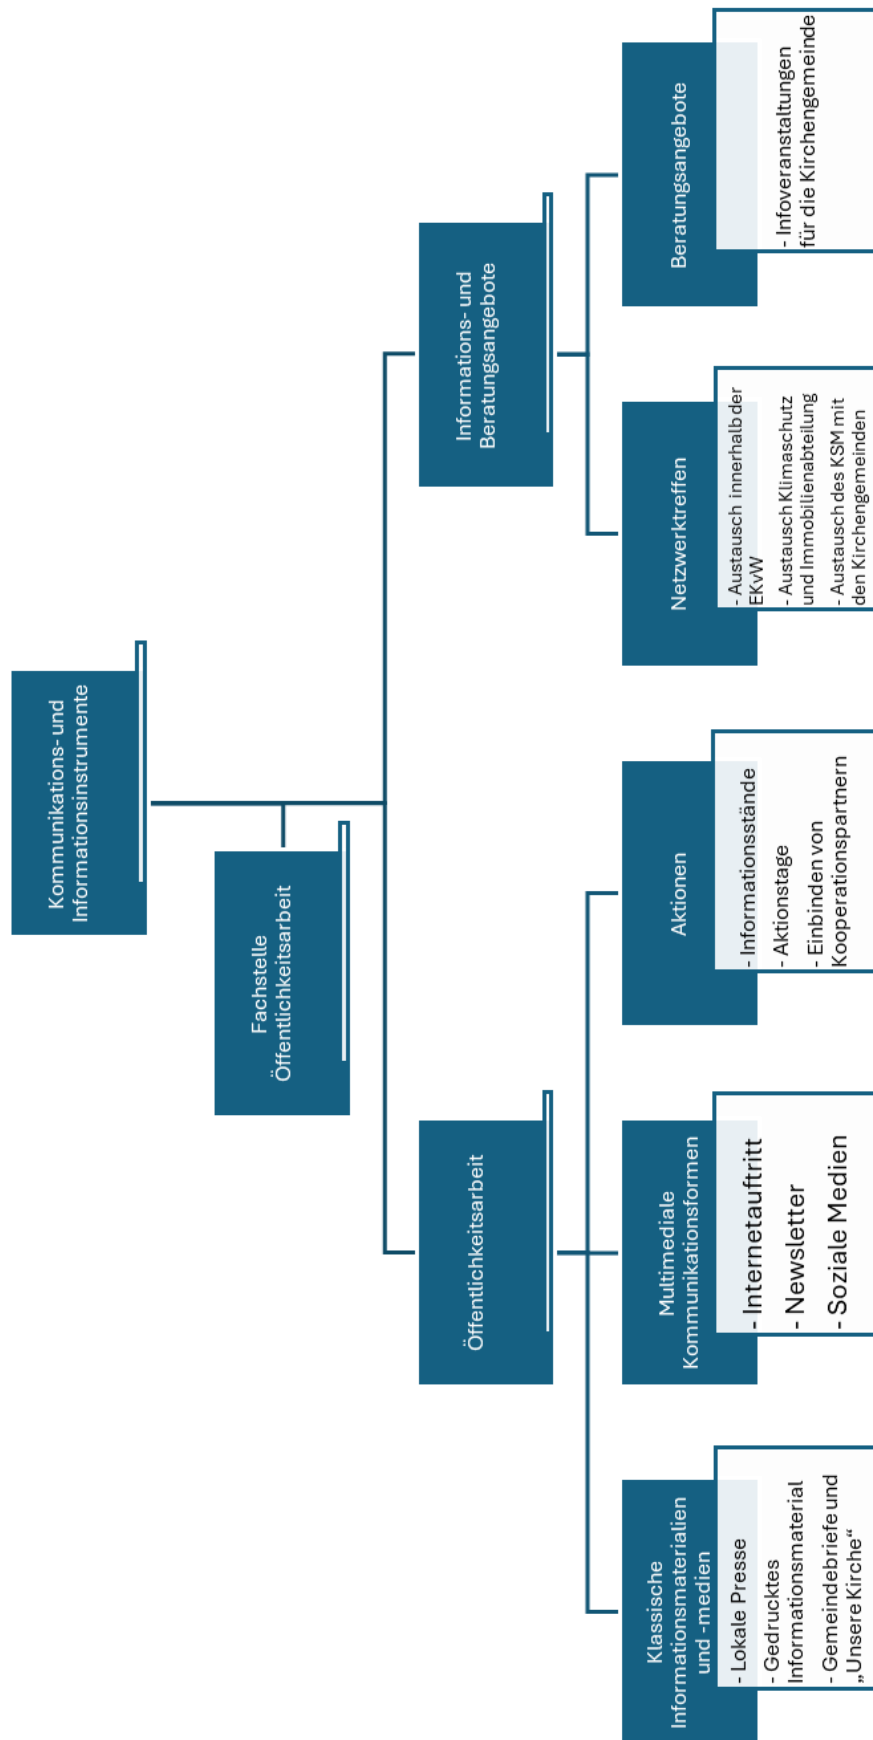 Kommunikations- und
Informationsinstrumente
Fachstelle
Öffentlichkeitsarbeit
Öffentlichkeitsarbeit
Informations- und
Beratungsangebote
Klassische
Informationsmaterialien
und -medien
- Lokale Presse
- Gedrucktes
Informationsmaterial
- Gemeindebriefe und
„Unsere Kirche“
Multimediale
Kommunikationsformen
- Internetauftritt
- Newsletter
- Soziale Medien
Aktionen
- Informationsstände
- Aktionstage
- Einbinden von
Kooperationspartnern
Netzwerktreffen
- Austausch innerhalb der
EKvW
- Austausch Klimaschutz
und Immobilienabteilung
- Austausch des KSM mit
den Kirchengemeinden
Beratungsangebote
- Infoveranstaltungen
für die Kirchengemeinde